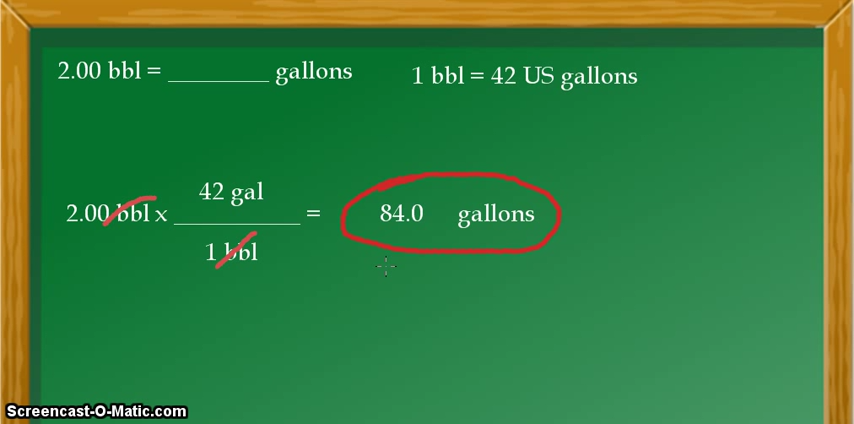 2.00 bbl = ________ gallons
1 bbl = 42 US gallons
42 gal
2.00 bbl x __________ = 84.0 gallons
1 bbl
Screencast-O-Matic.com